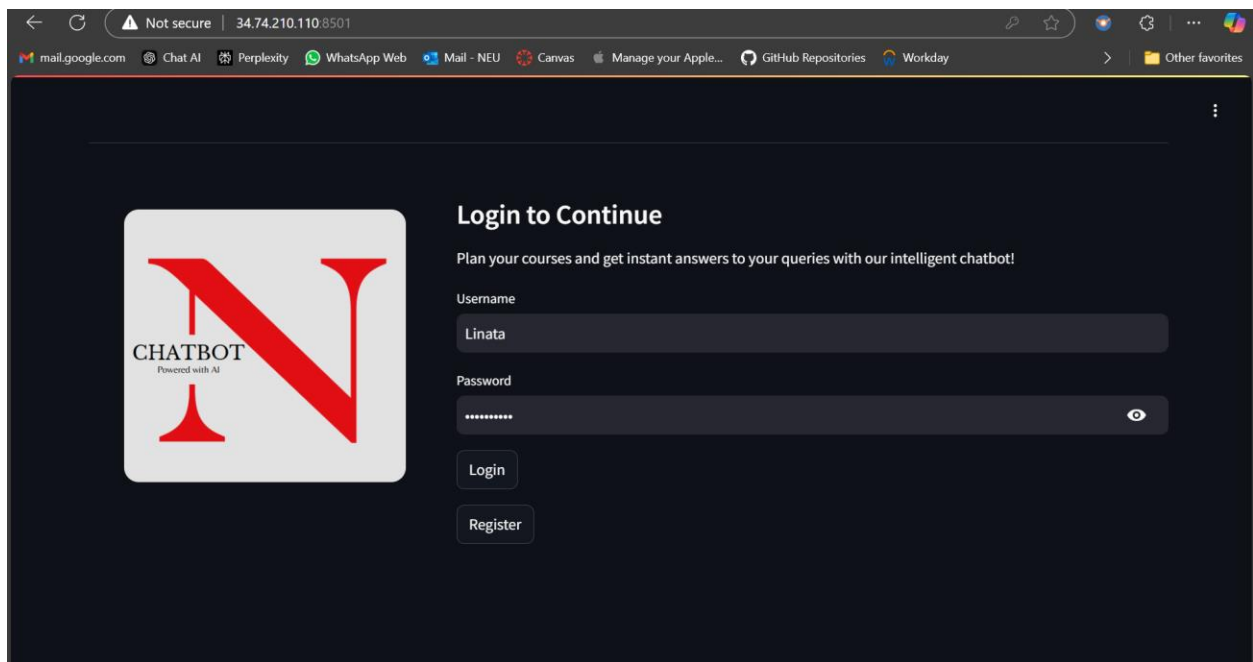 Not secure | 34.74.210.110:8501
mail.google.com Chat AI Perplexity WhatsApp Web Mail - NEU Canvas Manage your Apple... GitHub Repositories Workday Other favorites
Login to Continue
Plan your courses and get instant answers to your queries with our intelligent chatbot!
Username
Linata
Password
••••••••••
Login
Register
N
CHATBOT
Powered with AI